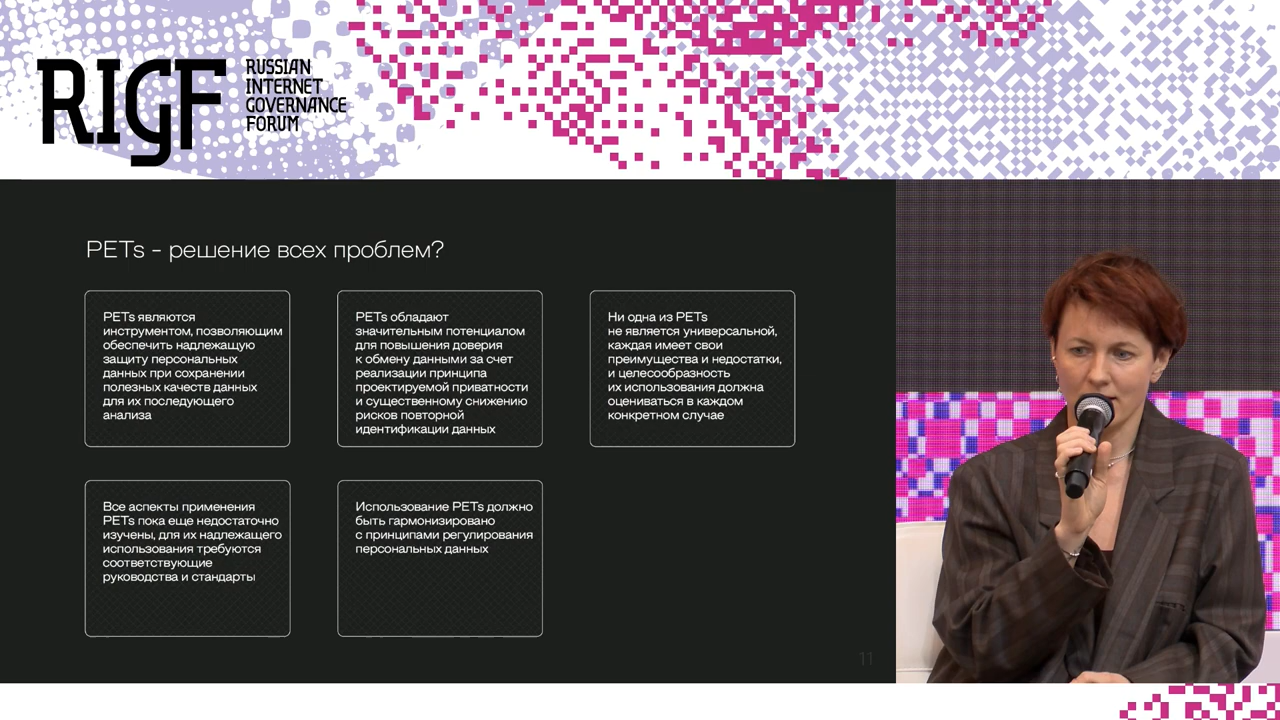 RIGF
RUSSIAN
INTERNET
GOVERNANCE
FORUM
PETs - решение всех проблем?
PETs являются
инструментом, позволяющим
обеспечить надлежащую
защиту персональных
данных при сохранении
полезных качеств данных
для их последующего
анализа
PETs обладают
значительным потенциалом
для повышения доверия
к обмену данными за счет
реализации принципа
проектируемой приватности
и существенному снижению
рисков повторной
идентификации данных
Ни одна из PETs
не является универсальной,
каждая имеет свои
преимущества и недостатки,
и целесообразность
их использования должна
оцениваться в каждом
конкретном случае
Все аспекты применения
PETs пока еще недостаточно
изучены, для их надлежащего
использования требуются
соответствующие
руководства и стандарты
Использование PETs должно
быть гармонизировано
с принципами регулирования
персональных данных
11